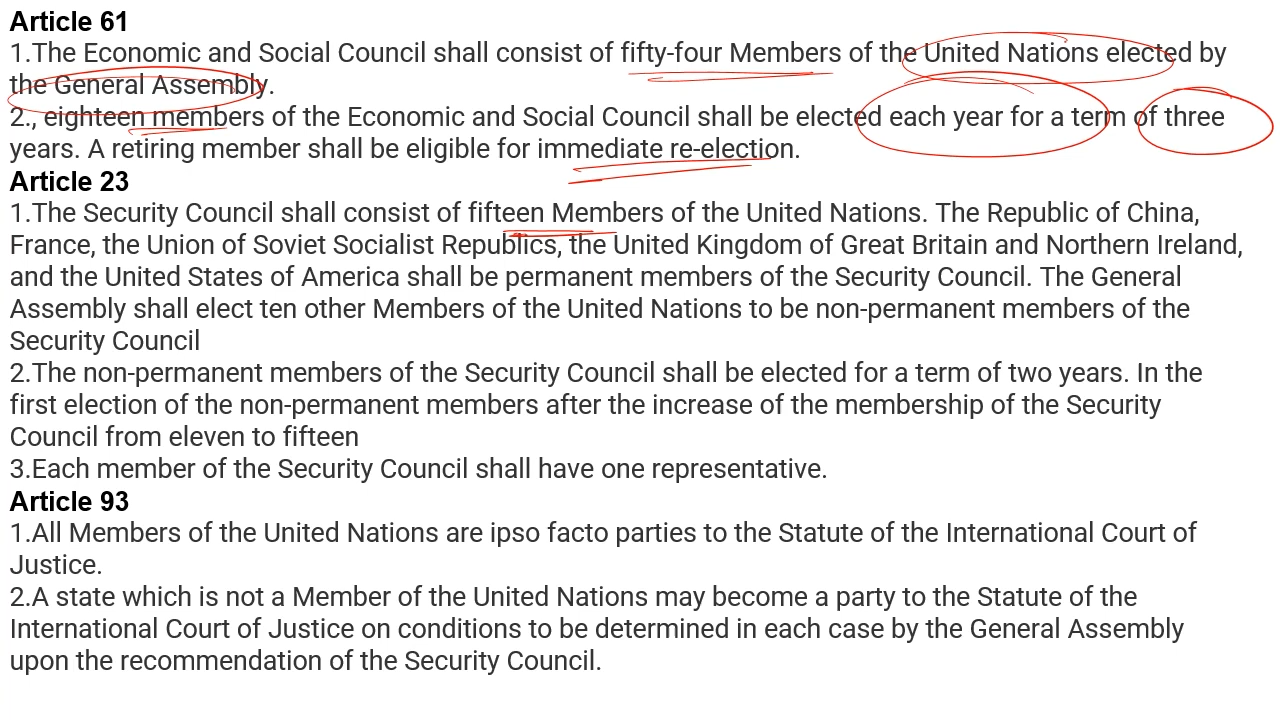 Article 61
1.The Economic and Social Council shall consist of fifty-four Members of the United Nations elected by
the General Assembly.
2., eighteen members of the Economic and Social Council shall be elected each year for a term of three
years. A retiring member shall be eligible for immediate re-election.
Article 23
1.The Security Council shall consist of fifteen Members of the United Nations. The Republic of China,
France, the Union of Soviet Socialist Republics, the United Kingdom of Great Britain and Northern Ireland,
and the United States of America shall be permanent members of the Security Council. The General
Assembly shall elect ten other Members of the United Nations to be non-permanent members of the
Security Council
2.The non-permanent members of the Security Council shall be elected for a term of two years. In the
first election of the non-permanent members after the increase of the membership of the Security
Council from eleven to fifteen
3.Each member of the Security Council shall have one representative.
Article 93
1.All Members of the United Nations are ipso facto parties to the Statute of the International Court of
Justice.
2.A state which is not a Member of the United Nations may become a party to the Statute of the
International Court of Justice on conditions to be determined in each case by the General Assembly
upon the recommendation of the Security Council.